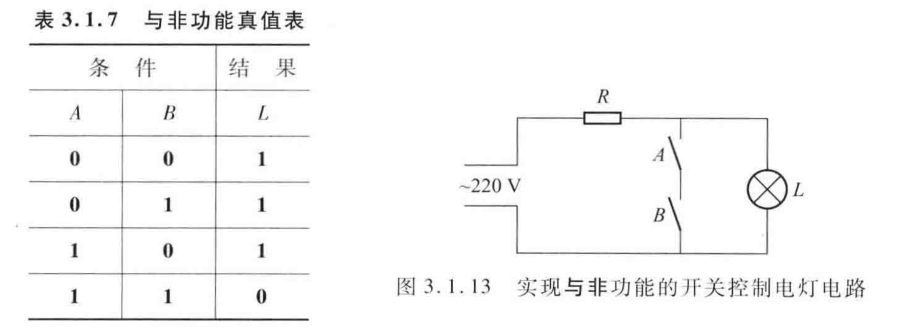 表 3.1.7 与非功能真值表
条 件 结 果
A B L
0 0 1
0 1 1
1 0 1
1 1 0
R
A
~220 V
L
B
图 3.1.13 实现与非功能的开关控制电灯电路